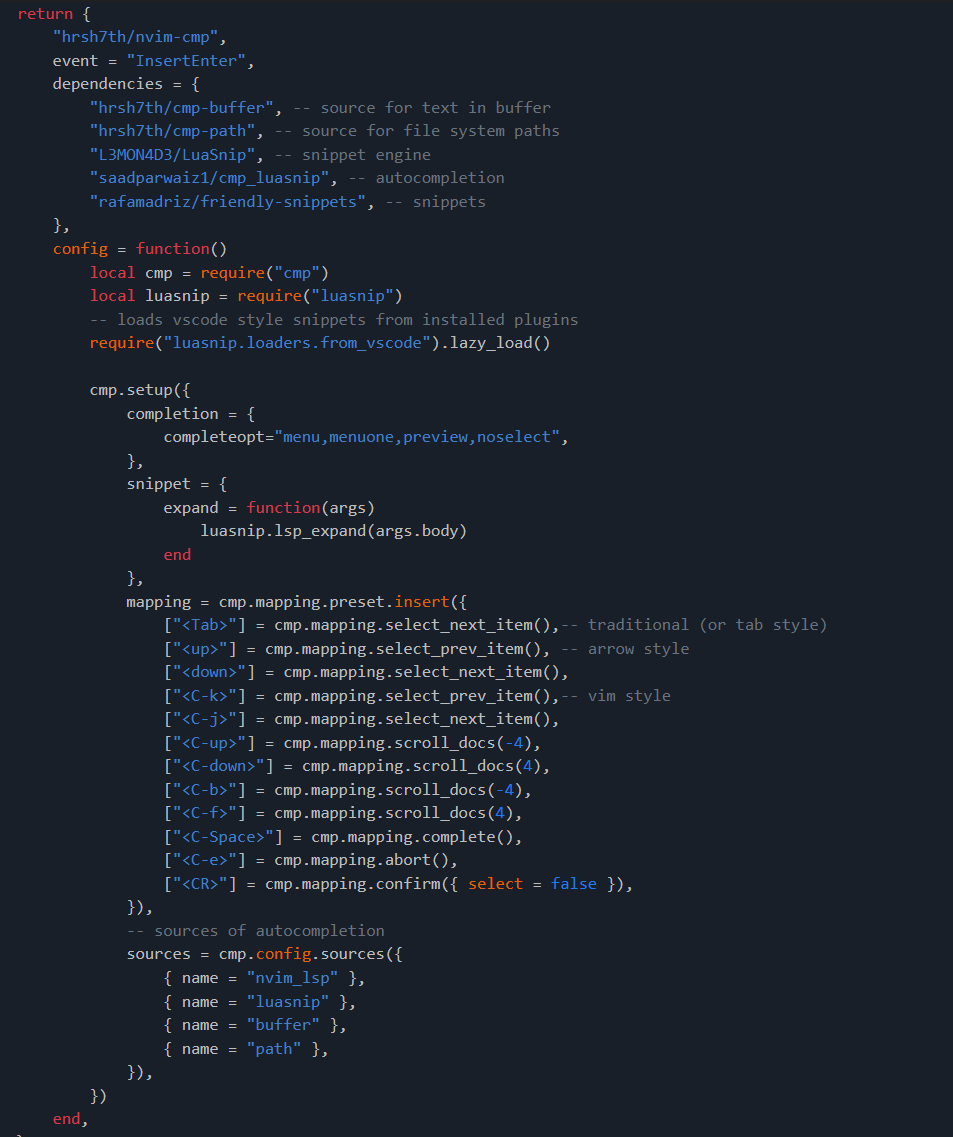 return {
    "hrsh7th/nvim-cmp",
    event = "InsertEnter",
    dependencies = {
        "hrsh7th/cmp-buffer", -- source for text in buffer
        "hrsh7th/cmp-path", -- source for file system paths
        "L3MON4D3/LuaSnip", -- snippet engine
        "saadparwaiz1/cmp_luasnip", -- autocompletion
        "rafamadriz/friendly-snippets", -- snippets
    },
    config = function()
        local cmp = require("cmp")
        local luasnip = require("luasnip")
        -- loads vscode style snippets from installed plugins
        require("luasnip.loaders.from_vscode").lazy_load()

        cmp.setup({
            completion = {
                completeopt="menu,menuone,preview,noselect",
            },
            snippet = {
                expand = function(args)
                    luasnip.lsp_expand(args.body)
                end
            },
            mapping = cmp.mapping.preset.insert({
                ["<Tab>"] = cmp.mapping.select_next_item(),-- traditional (or tab style)
                ["<up>"] = cmp.mapping.select_prev_item(), -- arrow style
                ["<down>"] = cmp.mapping.select_next_item(),
                ["<C-k>"] = cmp.mapping.select_prev_item(),-- vim style
                ["<C-j>"] = cmp.mapping.select_next_item(),
                ["<C-up>"] = cmp.mapping.scroll_docs(-4),
                ["<C-down>"] = cmp.mapping.scroll_docs(4),
                ["<C-b>"] = cmp.mapping.scroll_docs(-4),
                ["<C-f>"] = cmp.mapping.scroll_docs(4),
                ["<C-Space>"] = cmp.mapping.complete(),
                ["<C-e>"] = cmp.mapping.abort(),
                ["<CR>"] = cmp.mapping.confirm({ select = false }),
            }),
            -- sources of autocompletion
            sources = cmp.config.sources({
                { name = "nvim_lsp" },
                { name = "luasnip" },
                { name = "buffer" },
                { name = "path" },
            }),
        })
    end,